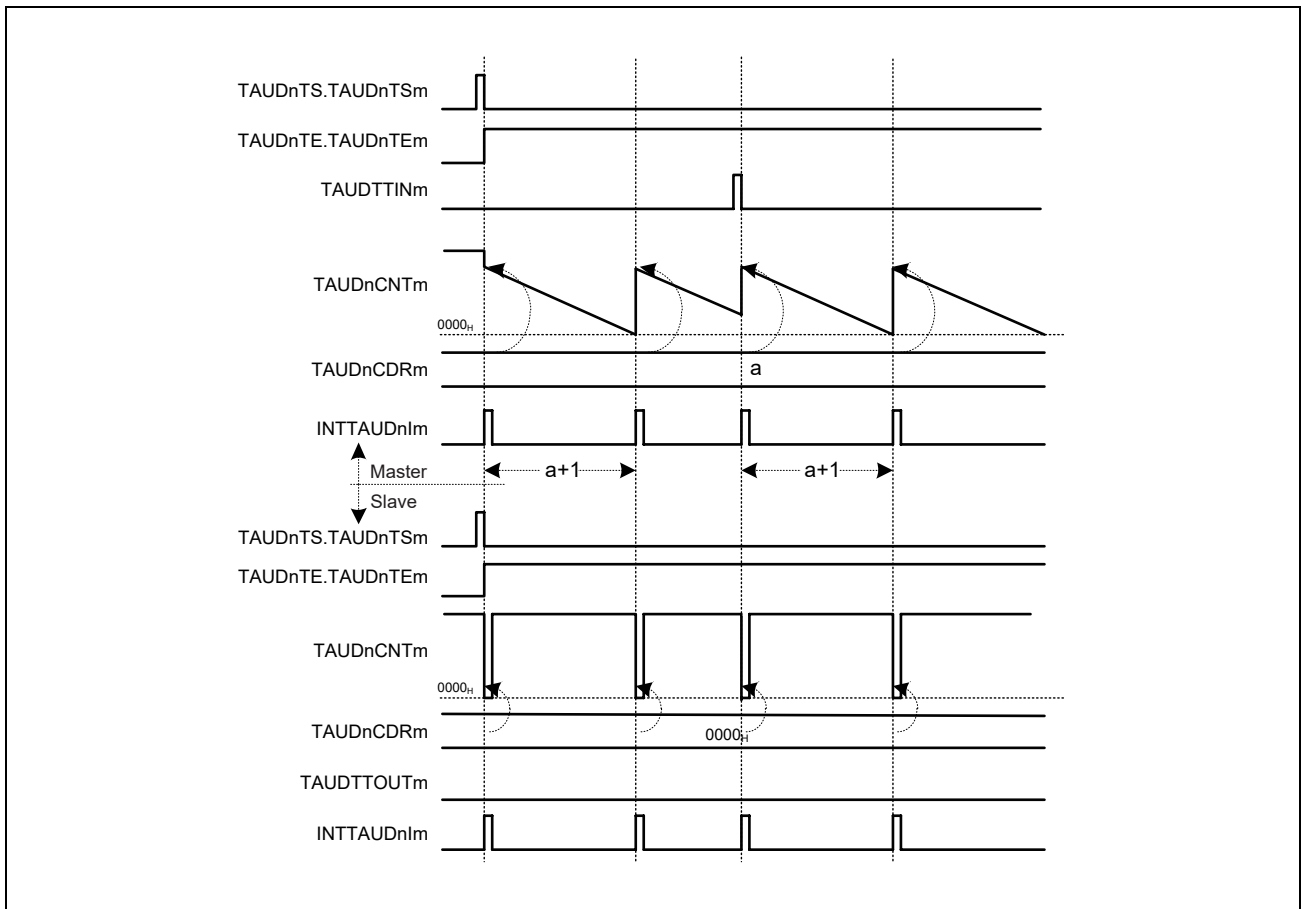 TAUDnTS.TAUDnTSm
TAUDnTE.TAUDnTEm
TAUDTTINm
TAUDnCNTm
0000H
TAUDnCDRm
a
INTTAUDnIm
Master
a+1
a+1
Slave
TAUDnTS.TAUDnTSm
TAUDnTE.TAUDnTEm
TAUDnCNTm
0000H
TAUDnCDRm
0000H
TAUDTTOUTm
INTTAUDnIm